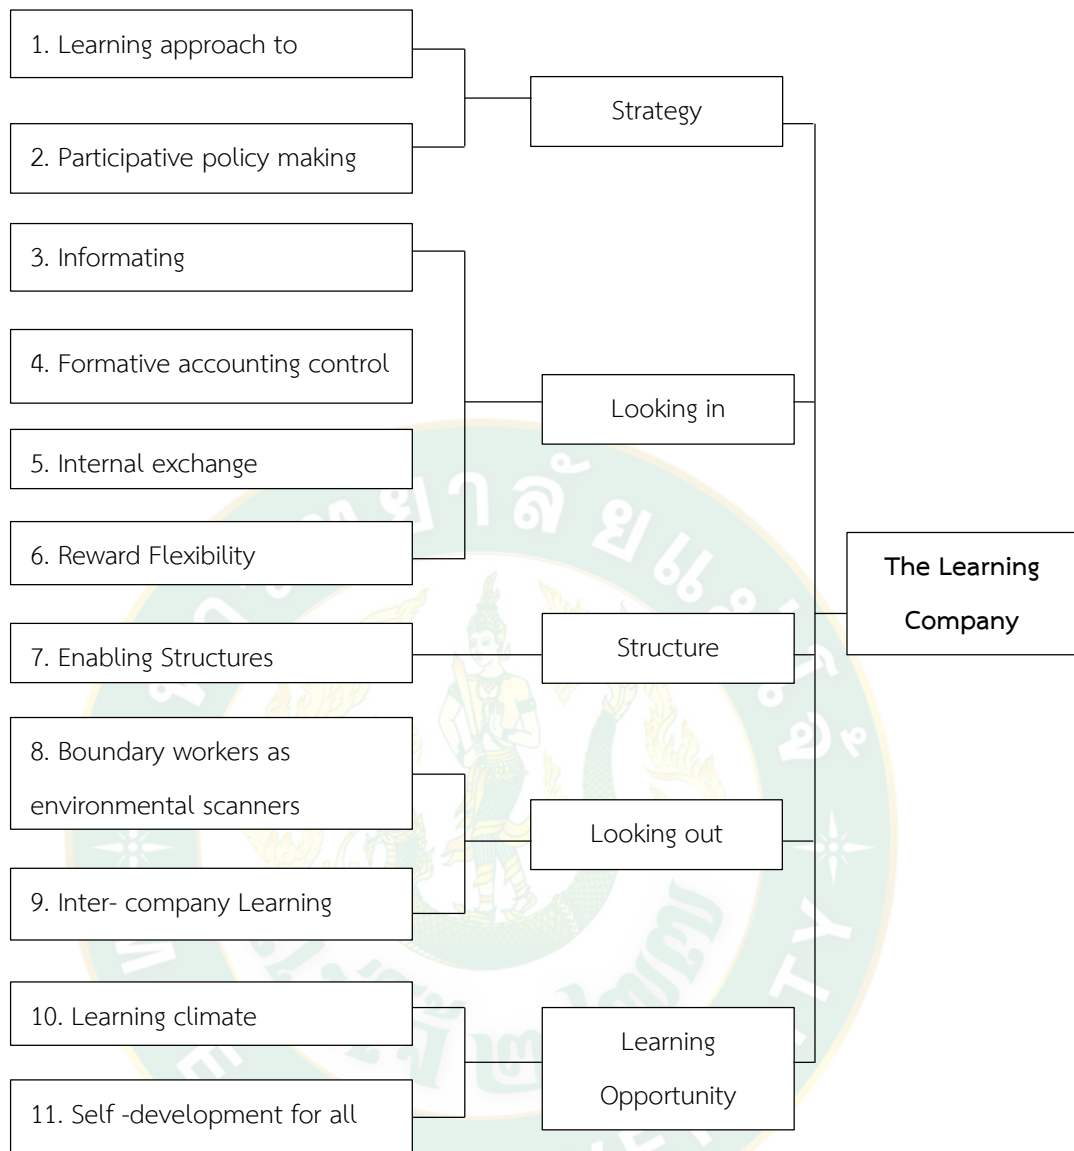 1. Learning approach to
2. Participative policy making
Strategy
3. Informating
4. Formative accounting control
5. Internal exchange
6. Reward Flexibility
Looking in
7. Enabling Structures
Structure
8. Boundary workers as
environmental scanners
9. Inter- company Learning
Looking out
10. Learning climate
11. Self -development for all
Learning
Opportunity
The Learning
Company